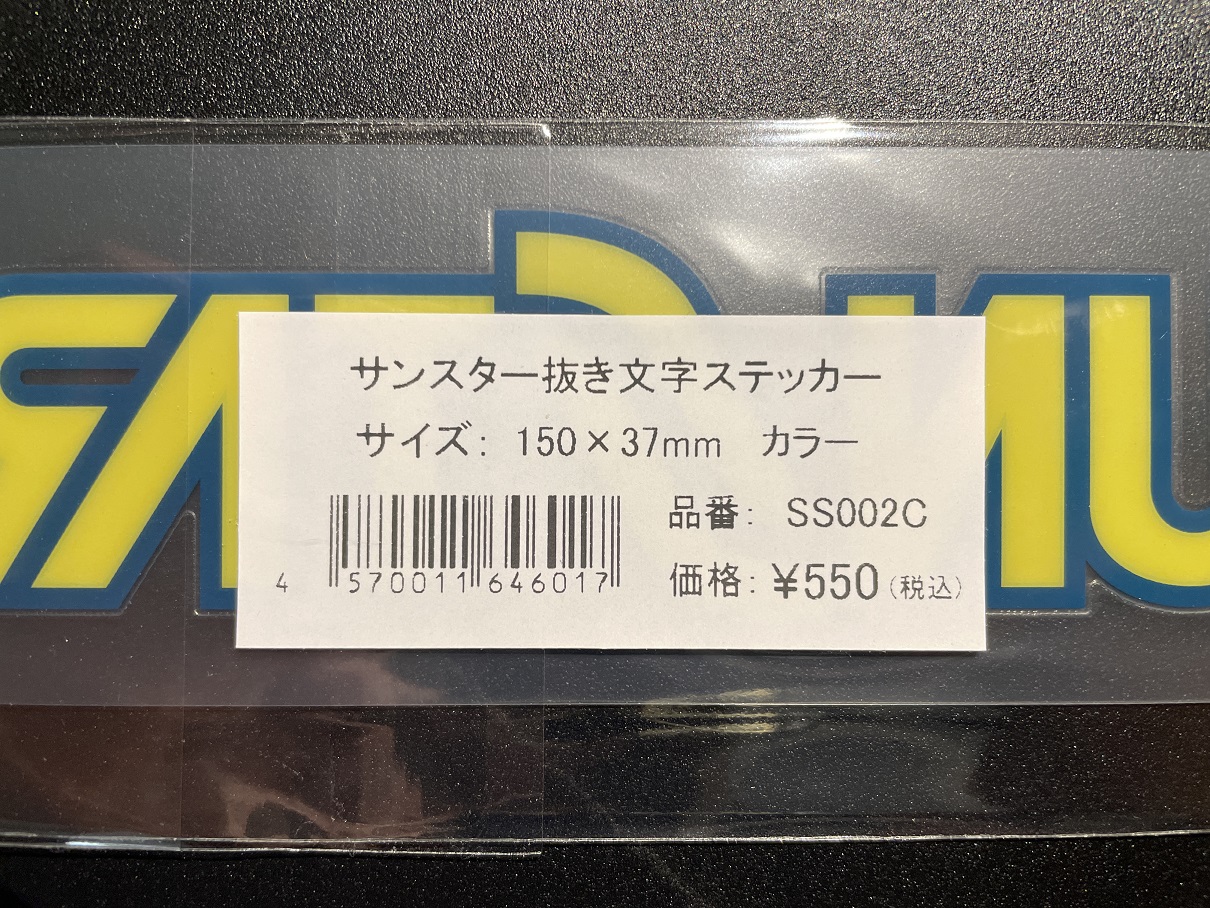 サンスター抜き文字ステッカー
サイズ: 150×37mm カラー
品番: SS002C
価格: ¥550(税込)
4 570011 646017